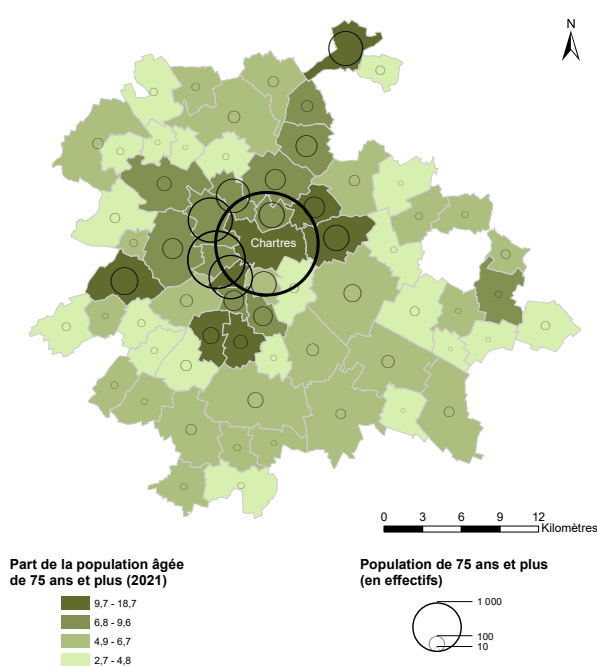 N
Chartres
0 3 6 9 12
Kilomètres
Part de la population âgée
de 75 ans et plus (2021)
9,7 - 18,7
6,8 - 9,6
4,9 - 6,7
2,7 - 4,8
Population de 75 ans et plus
(en effectifs)
1 000
100
10